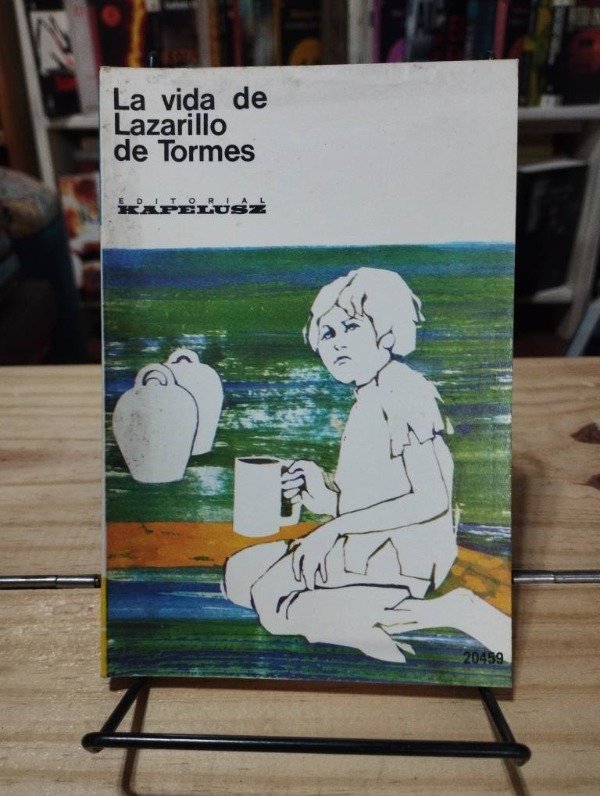 La vida de
Lazarillo
de Tormes
EDITORIAL
KAPELUSZ
20459